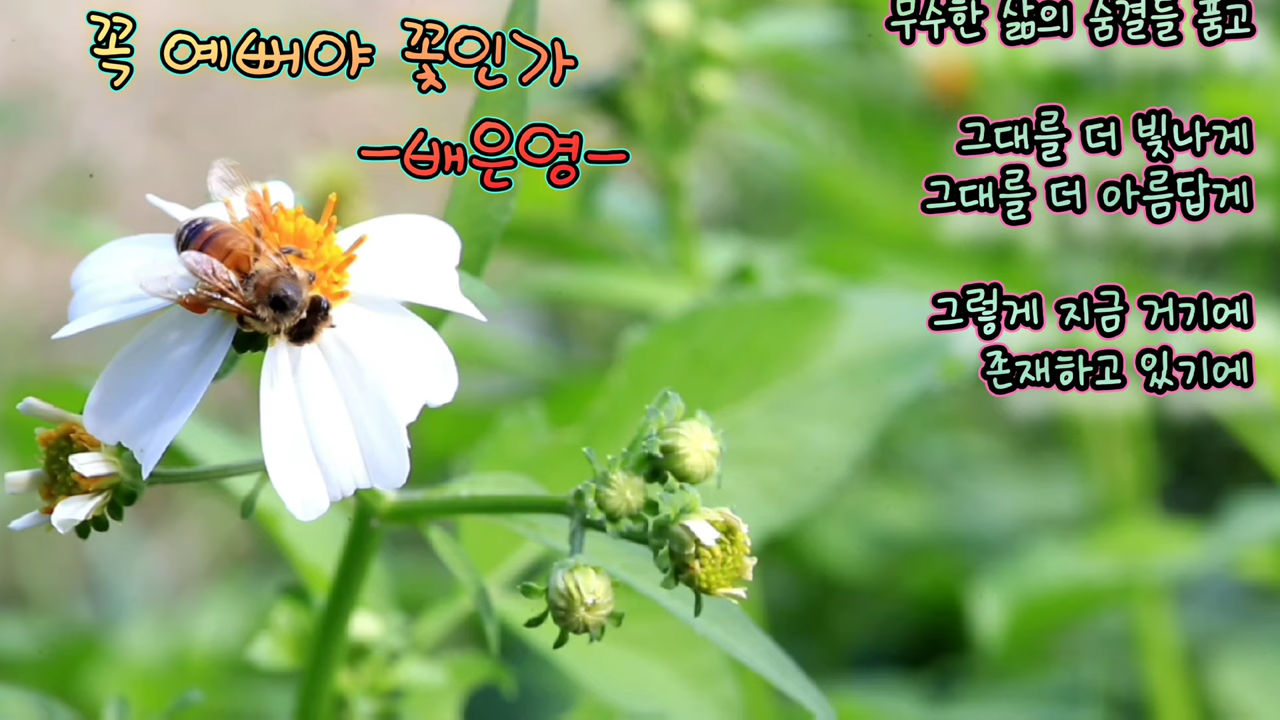 꼭 예뻐야 꽃인가
-배은영-
무수한 삶의 숨결들 품고
그대를 더 빛나게
그대를 더 아름답게
그렇게 지금 거기에
존재하고 있기에